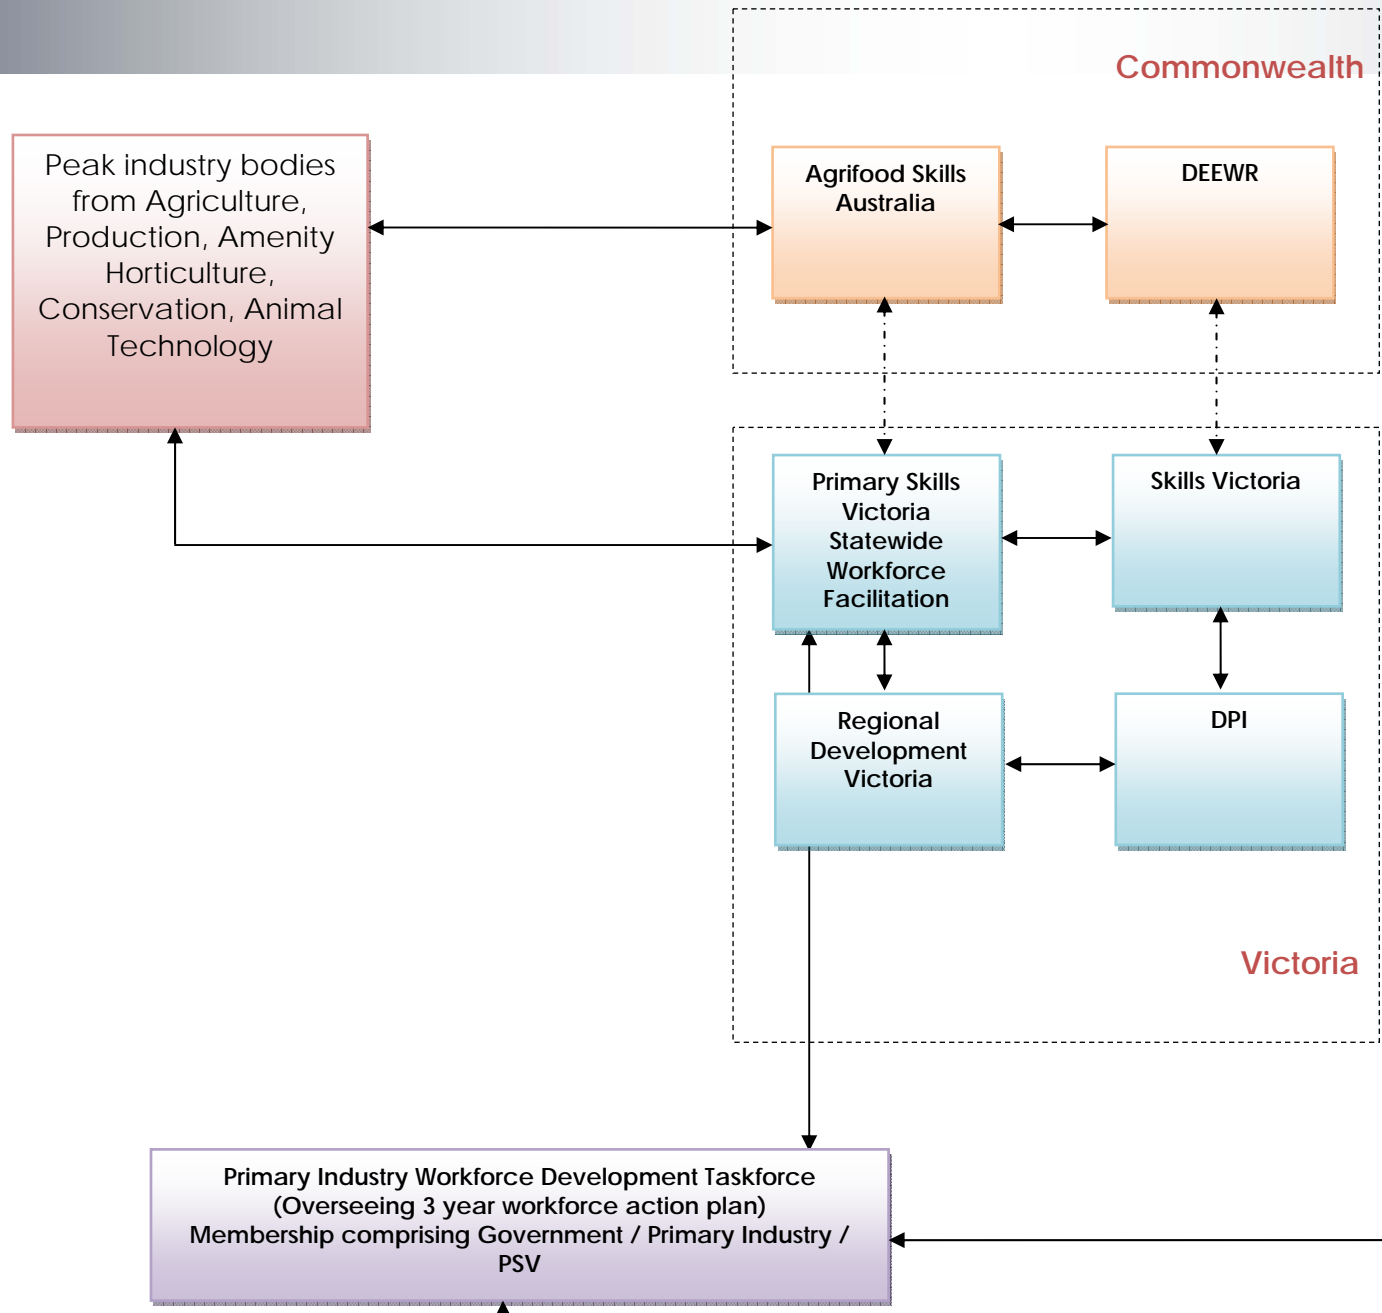 Commonwealth
Peak industry bodies
from Agriculture,
Production, Amenity
Horticulture,
Conservation, Animal
Technology
Agrifood Skills
Australia
DEEWR
Primary Skills
Victoria
Statewide
Workforce
Facilitation
Skills Victoria
Regional
Development
Victoria
DPI
Victoria
Primary Industry Workforce Development Taskforce
(Overseeing 3 year workforce action plan)
Membership comprising Government / Primary Industry /
PSV